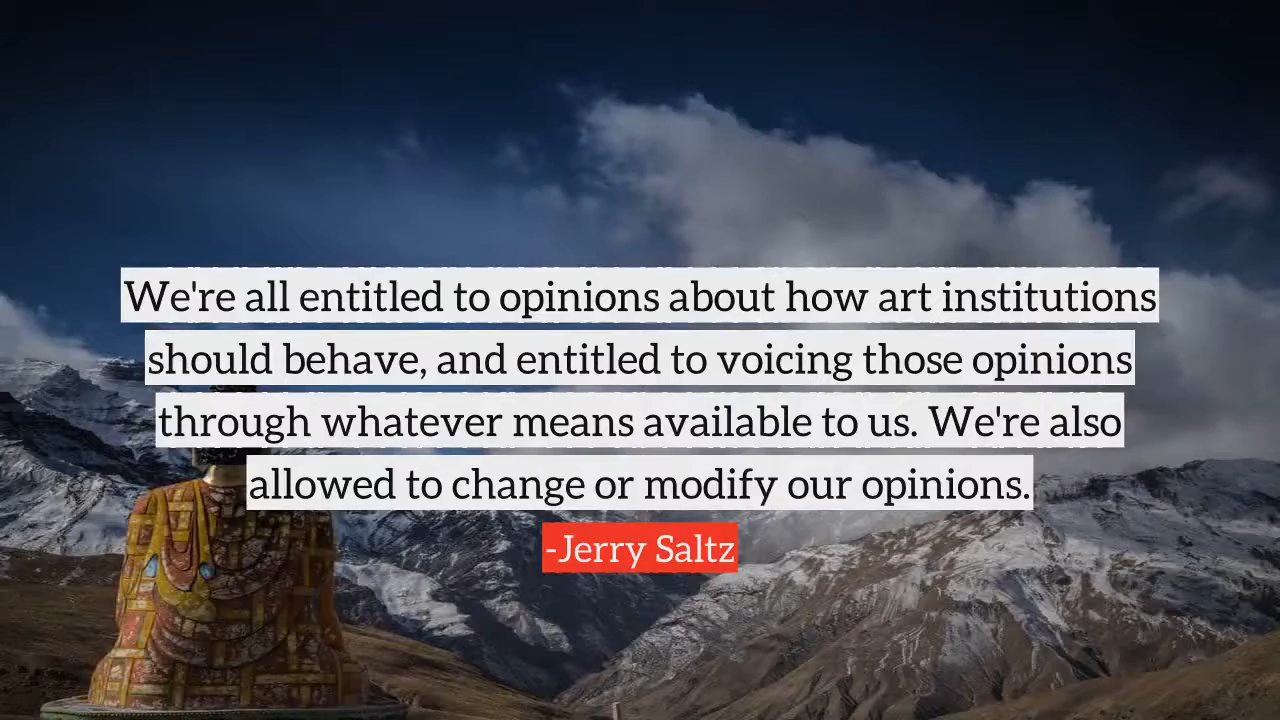 We're all entitled to opinions about how art institutions
should behave, and entitled to voicing those opinions
through whatever means available to us. We're also
allowed to change or modify our opinions.
-Jerry Saltz